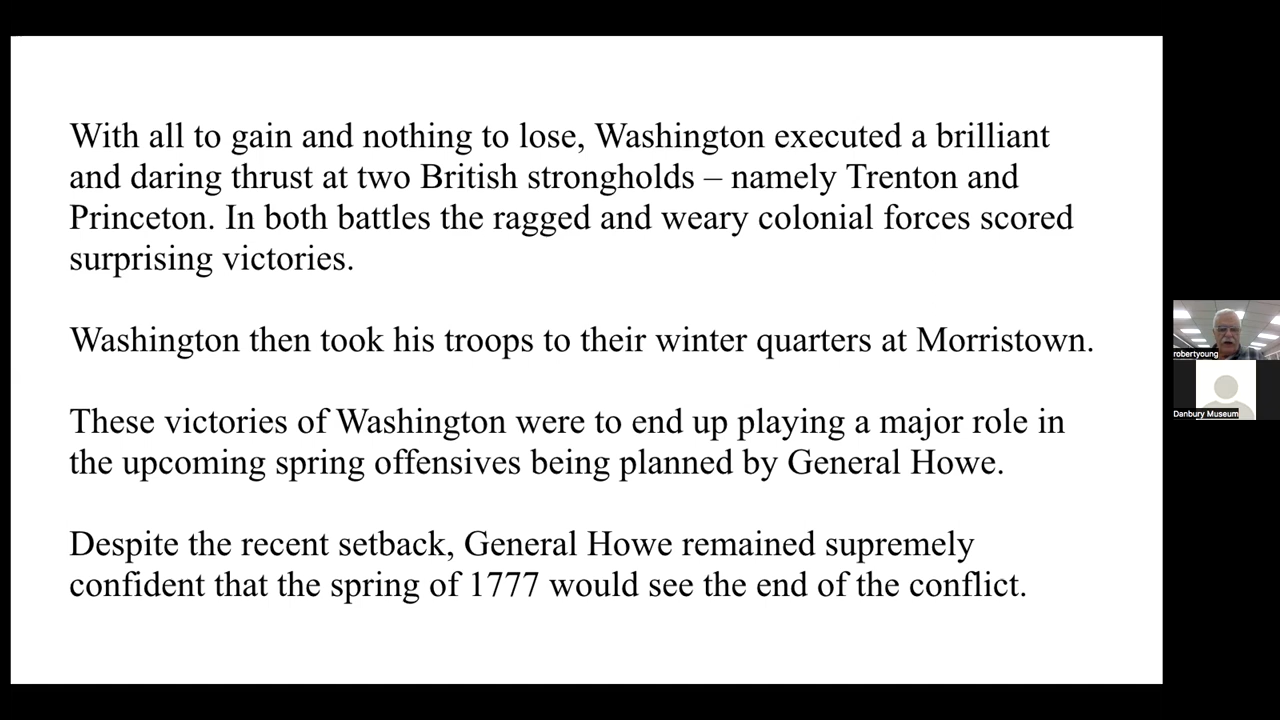 With all to gain and nothing to lose, Washington executed a brilliant
and daring thrust at two British strongholds – namely Trenton and
Princeton. In both battles the ragged and weary colonial forces scored
surprising victories.
Washington then took his troops to their winter quarters at Morristown.
These victories of Washington were to end up playing a major role in
the upcoming spring offensives being planned by General Howe.
Despite the recent setback, General Howe remained supremely
confident that the spring of 1777 would see the end of the conflict.
robertyoung
Danbury Museum